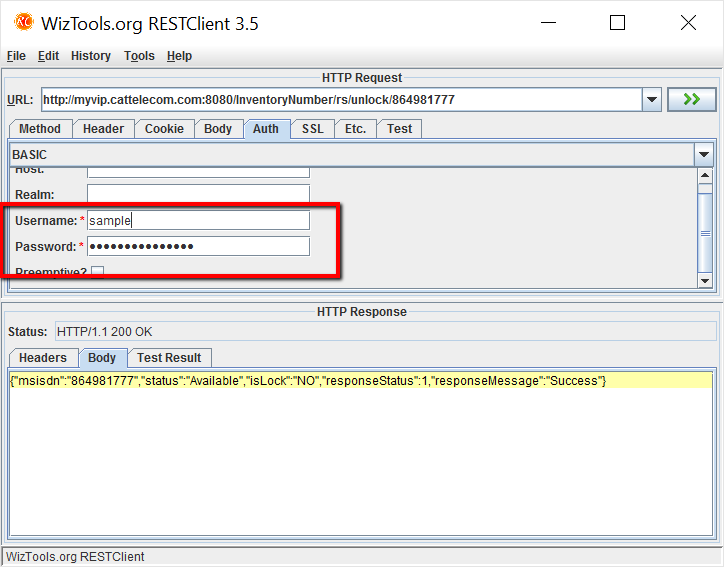 WizTools.org RESTClient 3.5
File Edit History Tools Help
HTTP Request
URL: http://myvip.cattelecom.com:8080/InventoryNumber/rs/unlock/864981777
Method Header Cookie Body Auth SSL Etc. Test
BASIC
Host:
Realm:
Username: * sample
Password: * ●●●●●●●●●●●●●●●
Preemptive?
HTTP Response
Status: HTTP/1.1 200 OK
Headers Body Test Result
{"msisdn":"864981777","status":"Available","isLock":"NO","responseStatus":1,"responseMessage":"Success"}
WizTools.org RESTClient